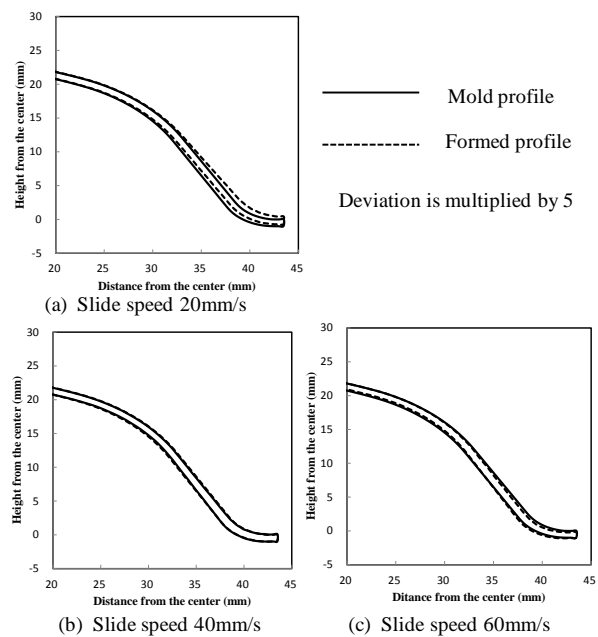 30
25
20
15
10
5
0
-5
Height from the center (mm)
20 25 30 35 40 45
Distance from the center (mm)
(a) Slide speed 20mm/s
Mold profile
Formed profile
Deviation is multiplied by 5
30
25
20
15
10
5
0
-5
Height from the center (mm)
20 25 30 35 40 45
Distance from the center (mm)
(b) Slide speed 40mm/s
30
25
20
15
10
5
0
-5
Height from the center (mm)
20 25 30 35 40 45
Ditance from the center (mm)
(c) Slide speed 60mm/s